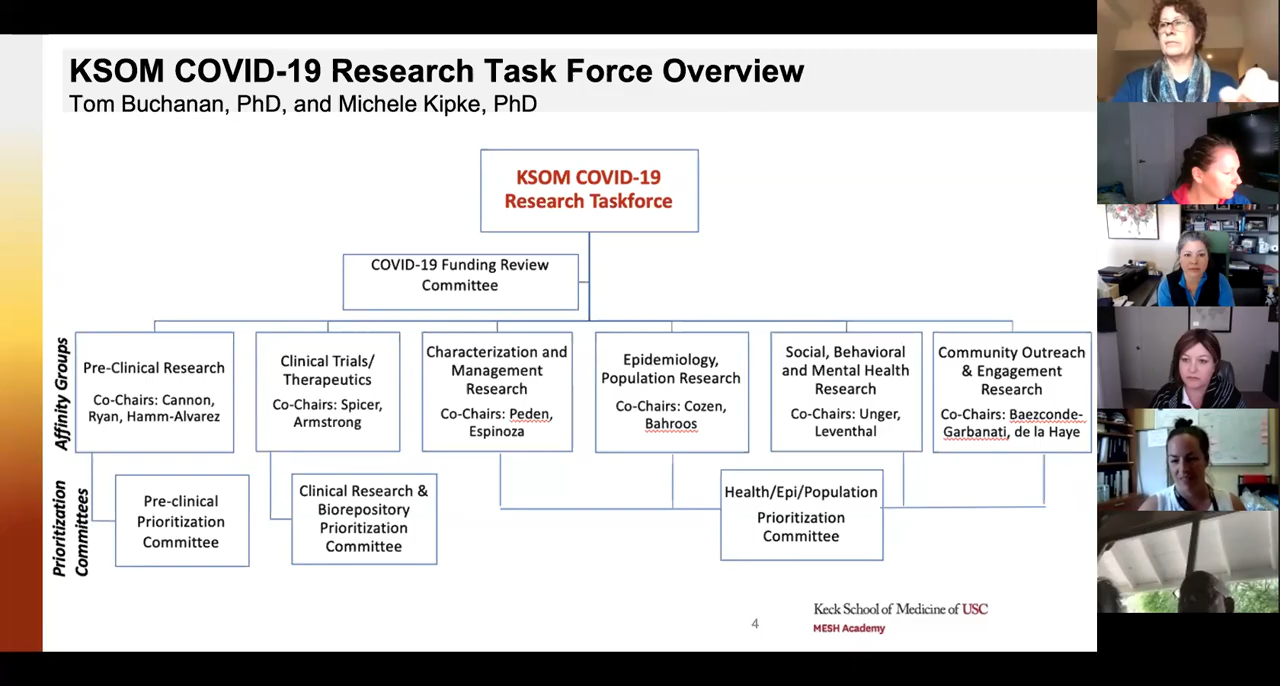 KSOM COVID-19 Research Task Force Overview
Tom Buchanan, PhD, and Michele Kipke, PhD
KSOM COVID-19
Research Taskforce
COVID-19 Funding Review
Committee
Affinity Groups
Pre-Clinical Research
Co-Chairs: Cannon,
Ryan, Hamm-Alvarez
Clinical Trials/
Therapeutics
Co-Chairs: Spicer,
Armstrong
Characterization and
Management
Research
Co-Chairs: Peden,
Espinoza
Epidemiology,
Population Research
Co-Chairs: Cozen,
Bahroos
Social, Behavioral
and Mental Health
Research
Co-Chairs: Unger,
Leventhal
Community Outreach
& Engagement
Research
Co-Chairs: Baezconde-
Garbanati, de la Haye
Prioritization
Committees
Pre-clinical
Prioritization
Committee
Clinical Research &
Biorepository
Prioritization
Committee
Health/Epi/Population
Prioritization
Committee
4
Keck School of Medicine of USC
MESH Academy